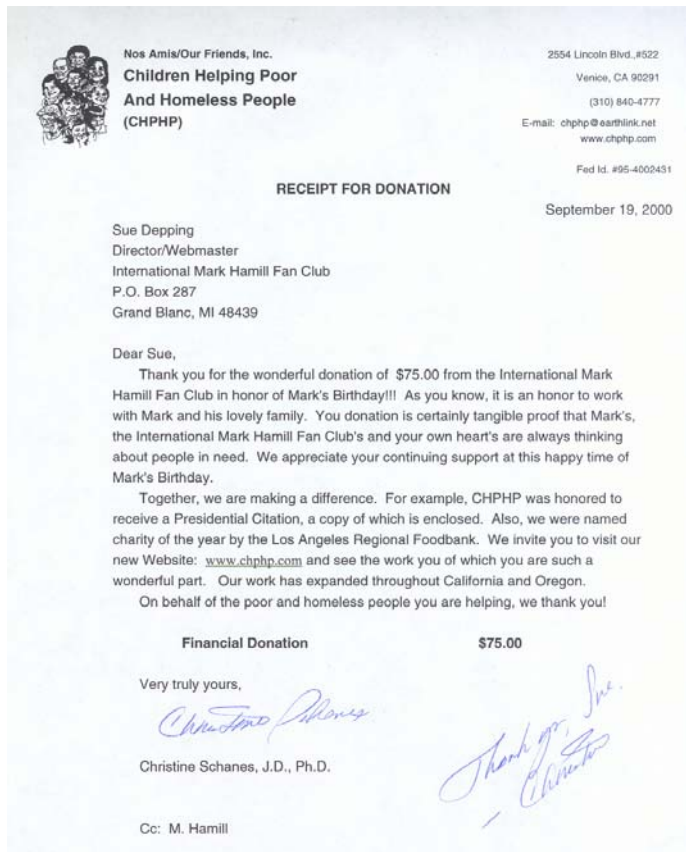 Nos Amis/Our Friends, Inc.
Children Helping Poor
And Homeless People
(CHPHP)
2554 Lincoln Blvd.,#522
Venice, CA 90291
(310) 840-4777
E-mail: chphp@earthlink.net
www.chphp.com
Fed Id. #95-4002431
RECEIPT FOR DONATION
September 19, 2000
Sue Depping
Director/Webmaster
International Mark Hamill Fan Club
P.O. Box 287
Grand Blanc, MI 48439
Dear Sue,
Thank you for the wonderful donation of $75.00 from the International Mark
Hamill Fan Club in honor of Mark's Birthday!!! As you know, it is an honor to work
with Mark and his lovely family. You donation is certainly tangible proof that Mark's,
the International Mark Hamill Fan Club's and your own heart's are always thinking
about people in need. We appreciate your continuing support at this happy time of
Mark's Birthday.
Together, we are making a difference. For example, CHPHP was honored to
receive a Presidential Citation, a copy of which is enclosed. Also, we were named
charity of the year by the Los Angeles Regional Foodbank. We invite you to visit our
new Website: www.chphp.com and see the work you of which you are such a
wonderful part. Our work has expanded throughout California and Oregon.
On behalf of the poor and homeless people you are helping, we thank you!
Financial Donation $75.00
Very truly yours,
Christine Schanes
Christine Schanes, J.D., Ph.D.
Thank you, Sue.
- Christine
Cc: M. Hamill